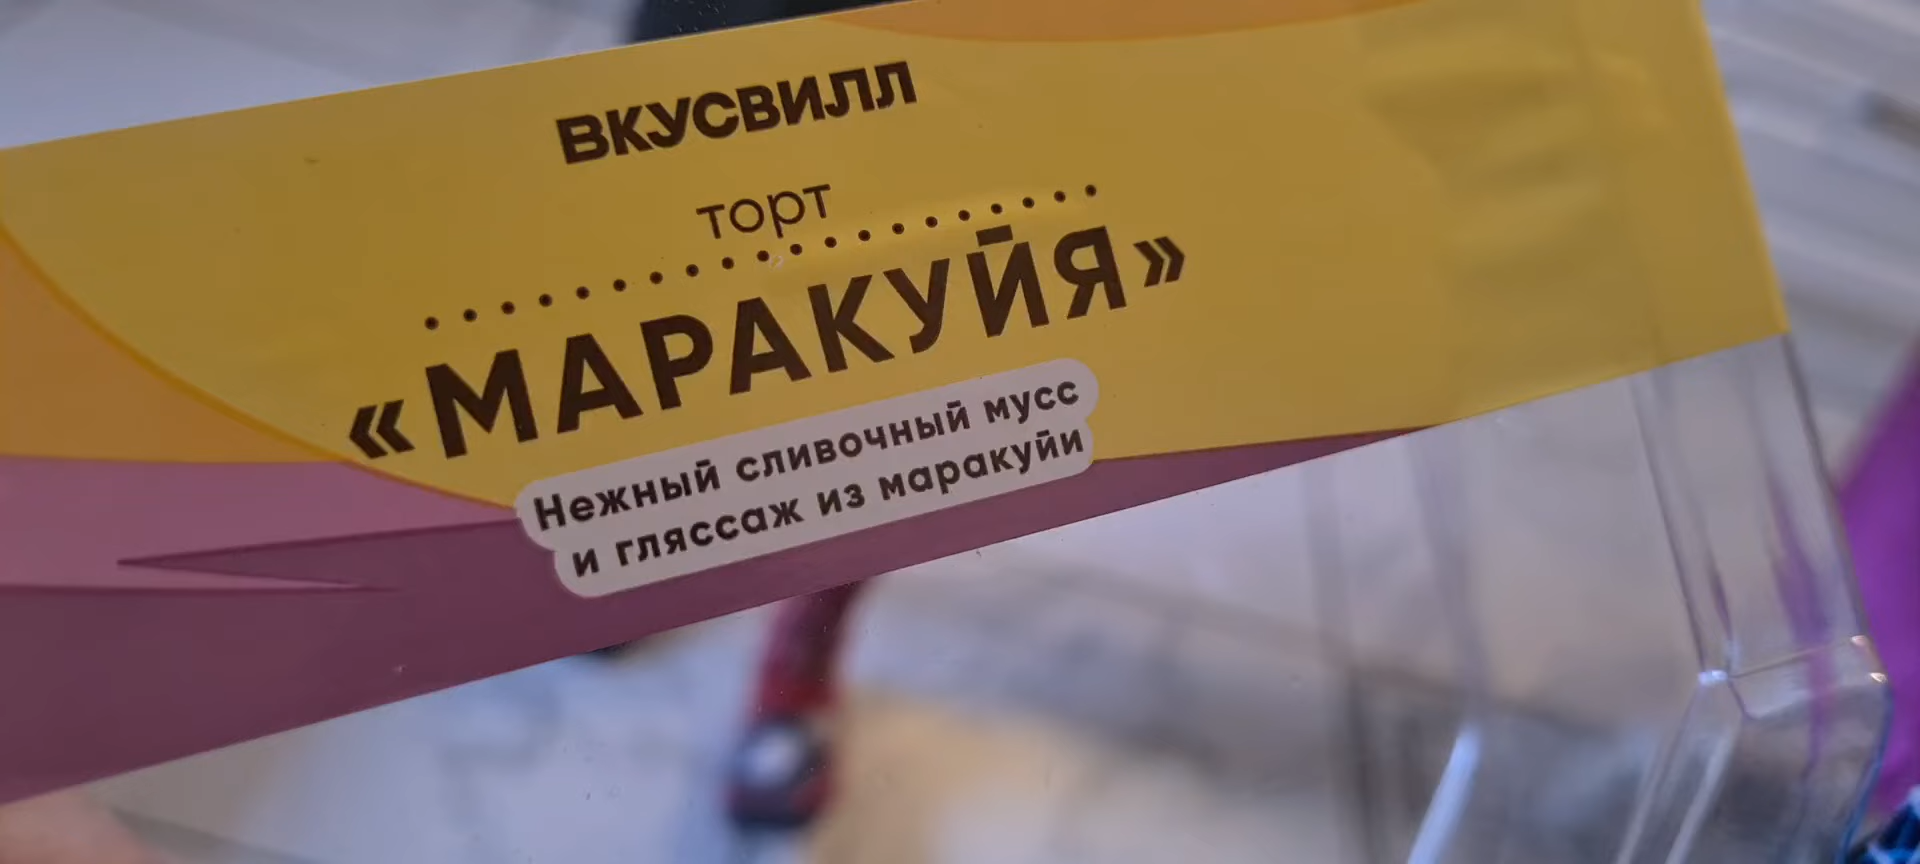 ВКУСВИЛЛ
торт
«МАРАКУЙЯ»
Нежный сливочный мусс
и гляссаж из маракуйи